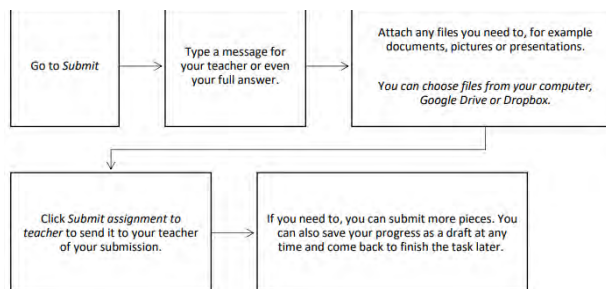 Go to Submit
Type a message for
your teacher or even
your full answer.
Attach any files you need to, for example
documents, pictures or presentations.
You can choose files from your computer,
Google Drive or Dropbox.
Click Submit assignment to
teacher to send it to your teacher
of your submission.
If you need to, you can submit more pieces. You
can also save your progress as a draft at any
time and come back to finish the task later.